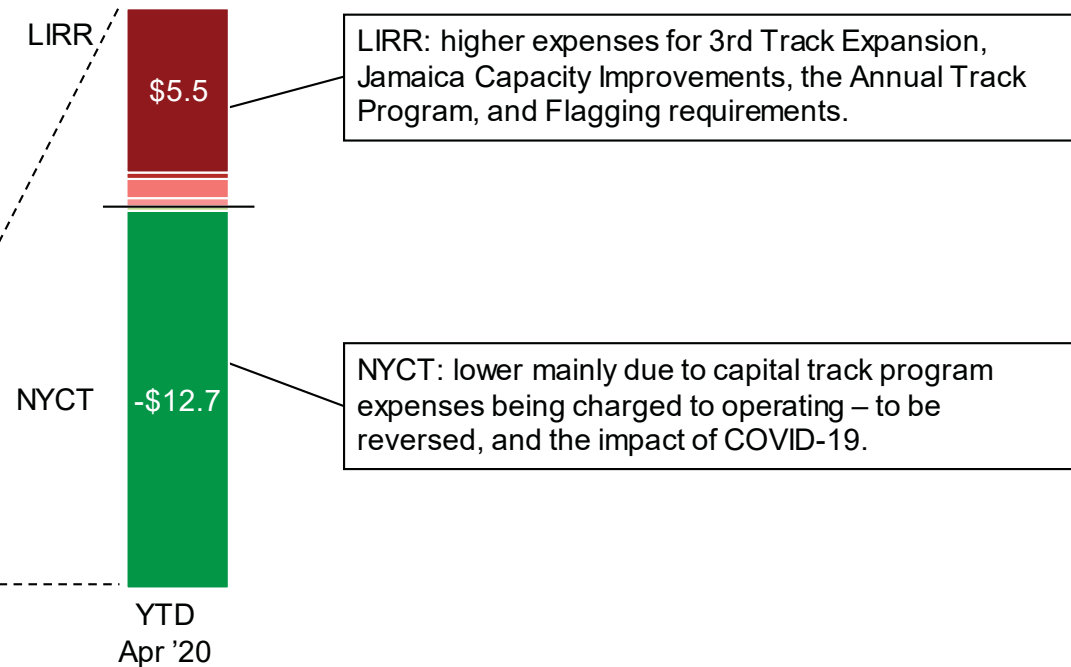 LIRR
$5.5
LIRR: higher expenses for 3rd Track Expansion,
Jamaica Capacity Improvements, the Annual Track
Program, and Flagging requirements.
NYCT
-$12.7
NYCT: lower mainly due to capital track program
expenses being charged to operating – to be
reversed, and the impact of COVID-19.
YTD
Apr ’20